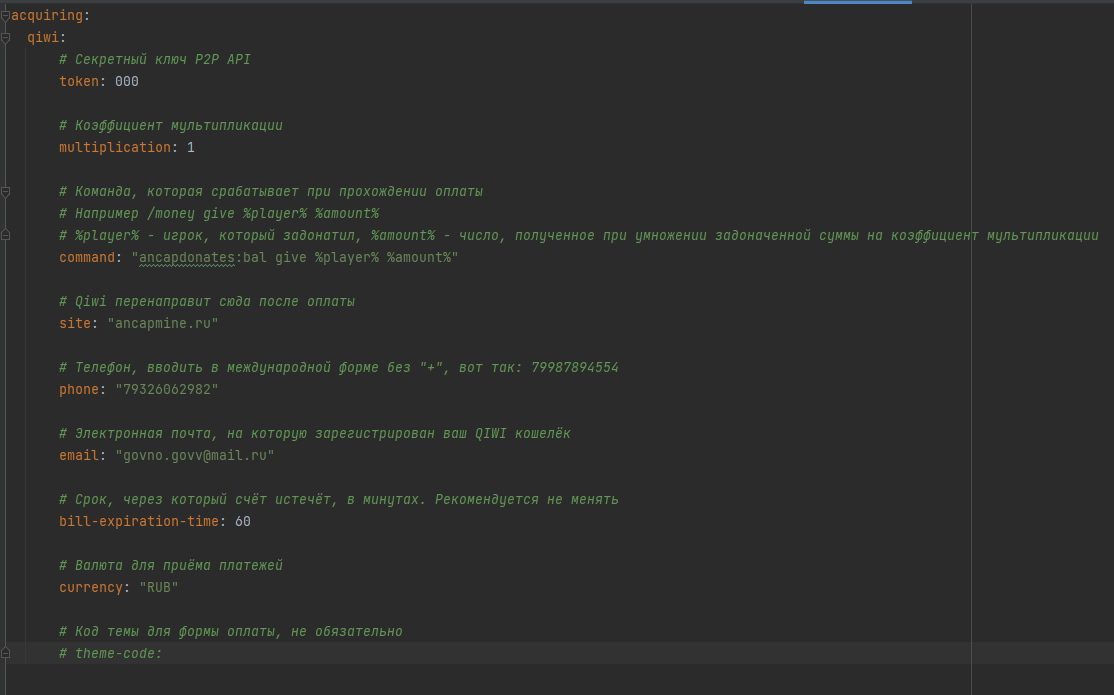 acquiring:
qiwi:
# Секретный ключ P2P API
token: 000
# Коэффициент мультипликации
multiplication: 1
# Команда, которая срабатывает при прохождении оплаты
# Например /money give %player% %amount%
# %player% - игрок, который задонатил, %amount% - число, полученное при умножении задоначенной суммы на коэффициент мультипликации
command: "ancapdonates:bal give %player% %amount%"
# Qiwi перенаправит сюда после оплаты
site: "ancapmine.ru"
# Телефон, вводить в международной форме без "+", вот так: 79987894554
phone: "79326062982"
# Электронная почта, на которую зарегистрирован ваш QIWI кошелёк
email: "govno.govv@mail.ru"
# Срок, через который счёт истечёт, в минутах. Рекомендуется не менять
bill-expiration-time: 60
# Валюта для приёма платежей
currency: "RUB"
# Код темы для формы оплаты, не обязательно
# theme-code: